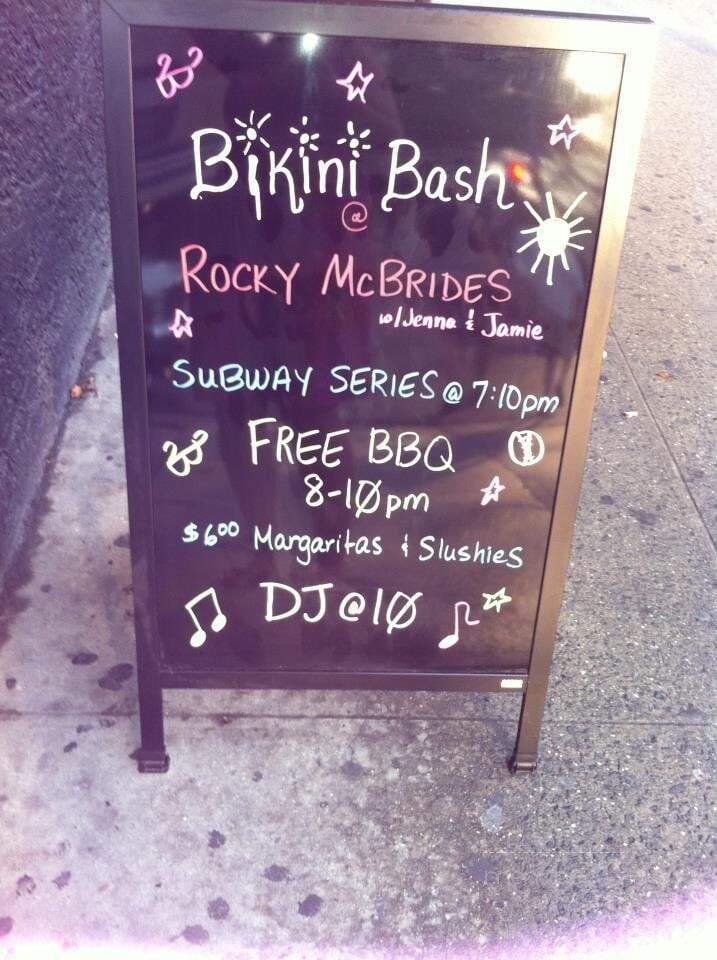 Bikini Bash
@
ROCKY McBRIDES
w/Jenna & Jamie
SUBWAY SERIES @ 7:10pm
FREE BBQ
8-10pm
$6.00 Margaritas & Slushies
DJ @ 10